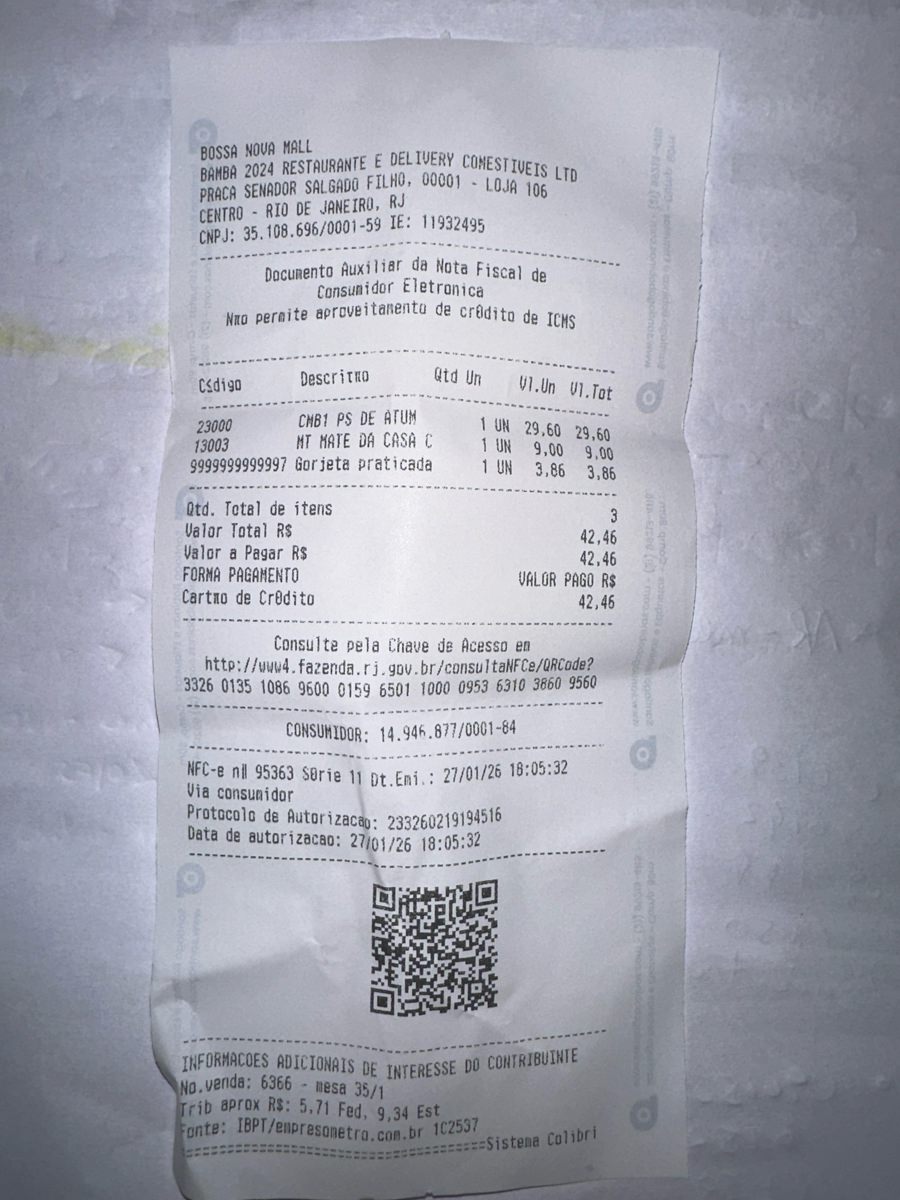 BOSSA NOVA MALL
BAMBA 2024 RESTAURANTE E DELIVERY COMESTIVEIS LTD
PRACA SENADOR SALGADO FILHO, 00001 - LOJA 106
CENTRO - RIO DE JANEIRO, RJ
CNPJ: 35.108.696/0001-59 IE: 11932495
Documento Auxiliar da Nota Fiscal de
Consumidor Eletronica
Nмo permite aproveitamento de crθdito de ICMS
Cѕdigo Descriтмo Qtd Un Vl.Un Vl.Tot
23000 CMB1 PS DE ATUM 1 UN 29,60 29,60
13003 MT MATE DA CASA C 1 UN 9,00 9,00
9999999999997 Gorjeta praticada 1 UN 3,86 3,86
Qtd. Total de itens 3
Valor Total R$ 42,46
Valor a Pagar R$ 42,46
FORMA PAGAMENTO VALOR PAGO R$
Cartмo de Crθdito 42,46
Consulte pela Chave de Acesso em
http://www4.fazenda.rj.gov.br/consultaNFCe/QRCode?
3326 0135 1086 9600 0159 6501 1000 0953 6310 3860 9560
CONSUMIDOR: 14.946.877/0001-84
NFC-e n║ 95363 Sθrie 11 Dt.Emi.: 27/01/26 18:05:32
Via consumidor
Protocolo de Autorizacao: 233260219194516
Data de autorizacao: 27/01/26 18:05:32
INFORMACOES ADICIONAIS DE INTERESSE DO CONTRIBUINTE
No.venda: 6366 - mesa 35/1
Trib aprox R$: 5,71 Fed, 9,34 Est
Fonte: IBPT/empresometro.com.br 1C2537
Sistema Colibri